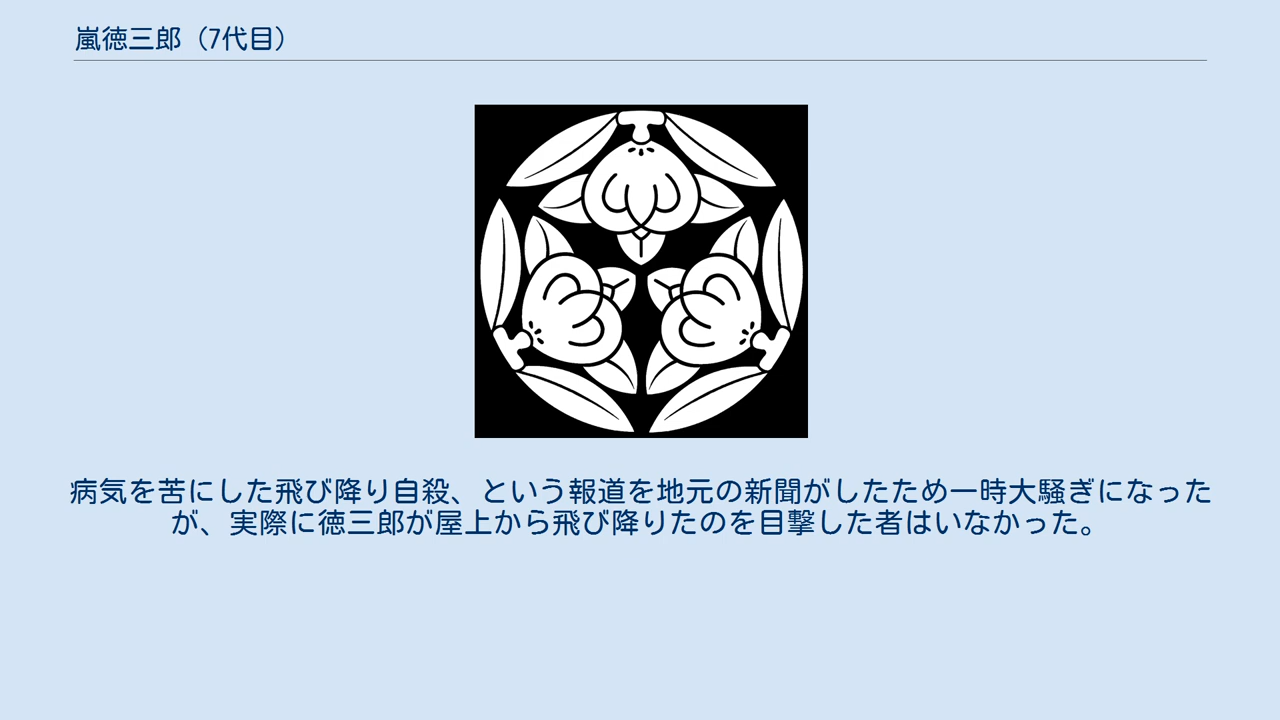 嵐徳三郎（7代目）
病気を苦にした飛び降り自殺、という報道を地元の新聞がしたため一時大騒ぎになった
が、実際に徳三郎が屋上から飛び降りたのを目撃した者はいなかった。